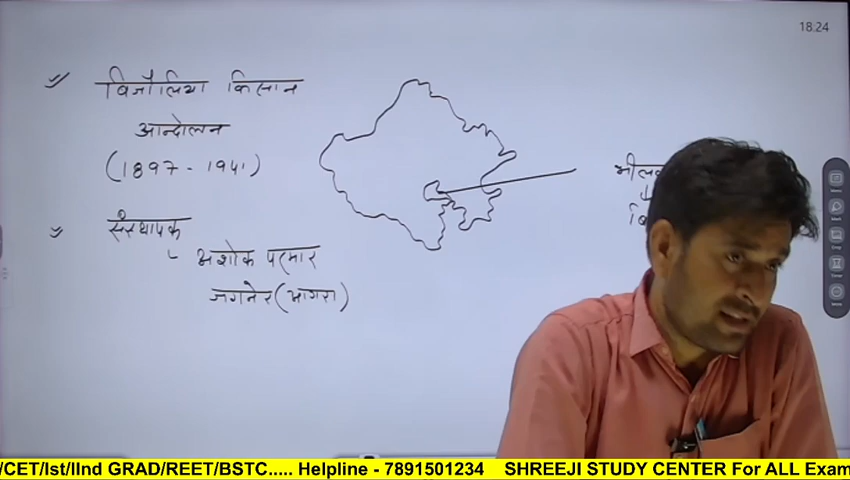 18:24
बिजौलिया किसान
आन्दोलन
(1897 - 1941)
संस्थापक
अशोक परमार
जगनेर (आगरा)
/CET/Ist/IInd GRAD/REET/BSTC..... Helpline - 7891501234 SHREEJI STUDY CENTER For ALL Exam